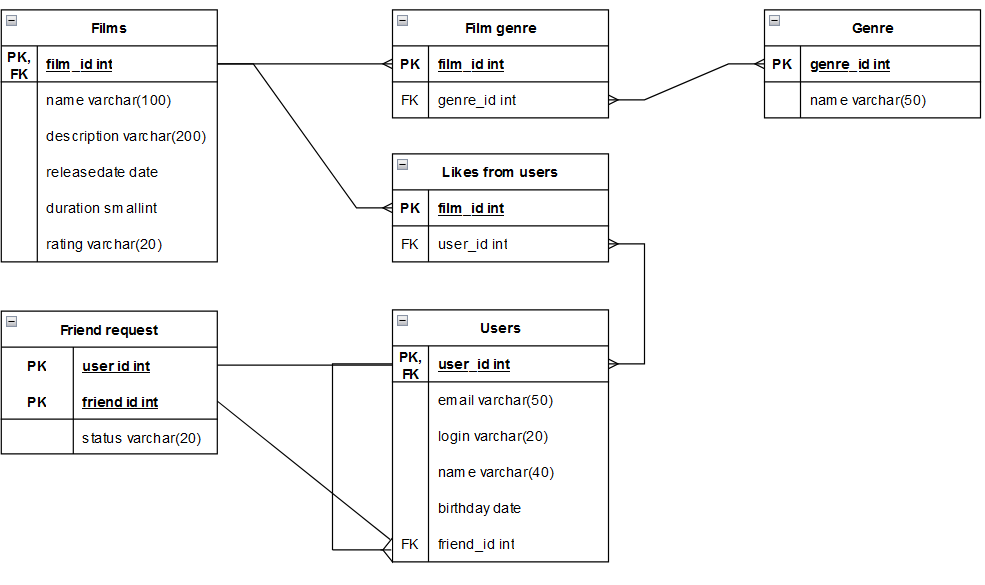 Films
PK, FK film_id int
name varchar(100)
description varchar(200)
releasedate date
duration smallint
rating varchar(20)
Film genre
PK film_id int
FK genre_id int
Genre
PK genre_id int
name varchar(50)
Likes from users
PK film_id int
FK user_id int
Friend request
PK user id int
PK friend id int
status varchar(20)
Users
PK, FK user_id int
email varchar(50)
login varchar(20)
name varchar(40)
birthday date
FK friend_id int